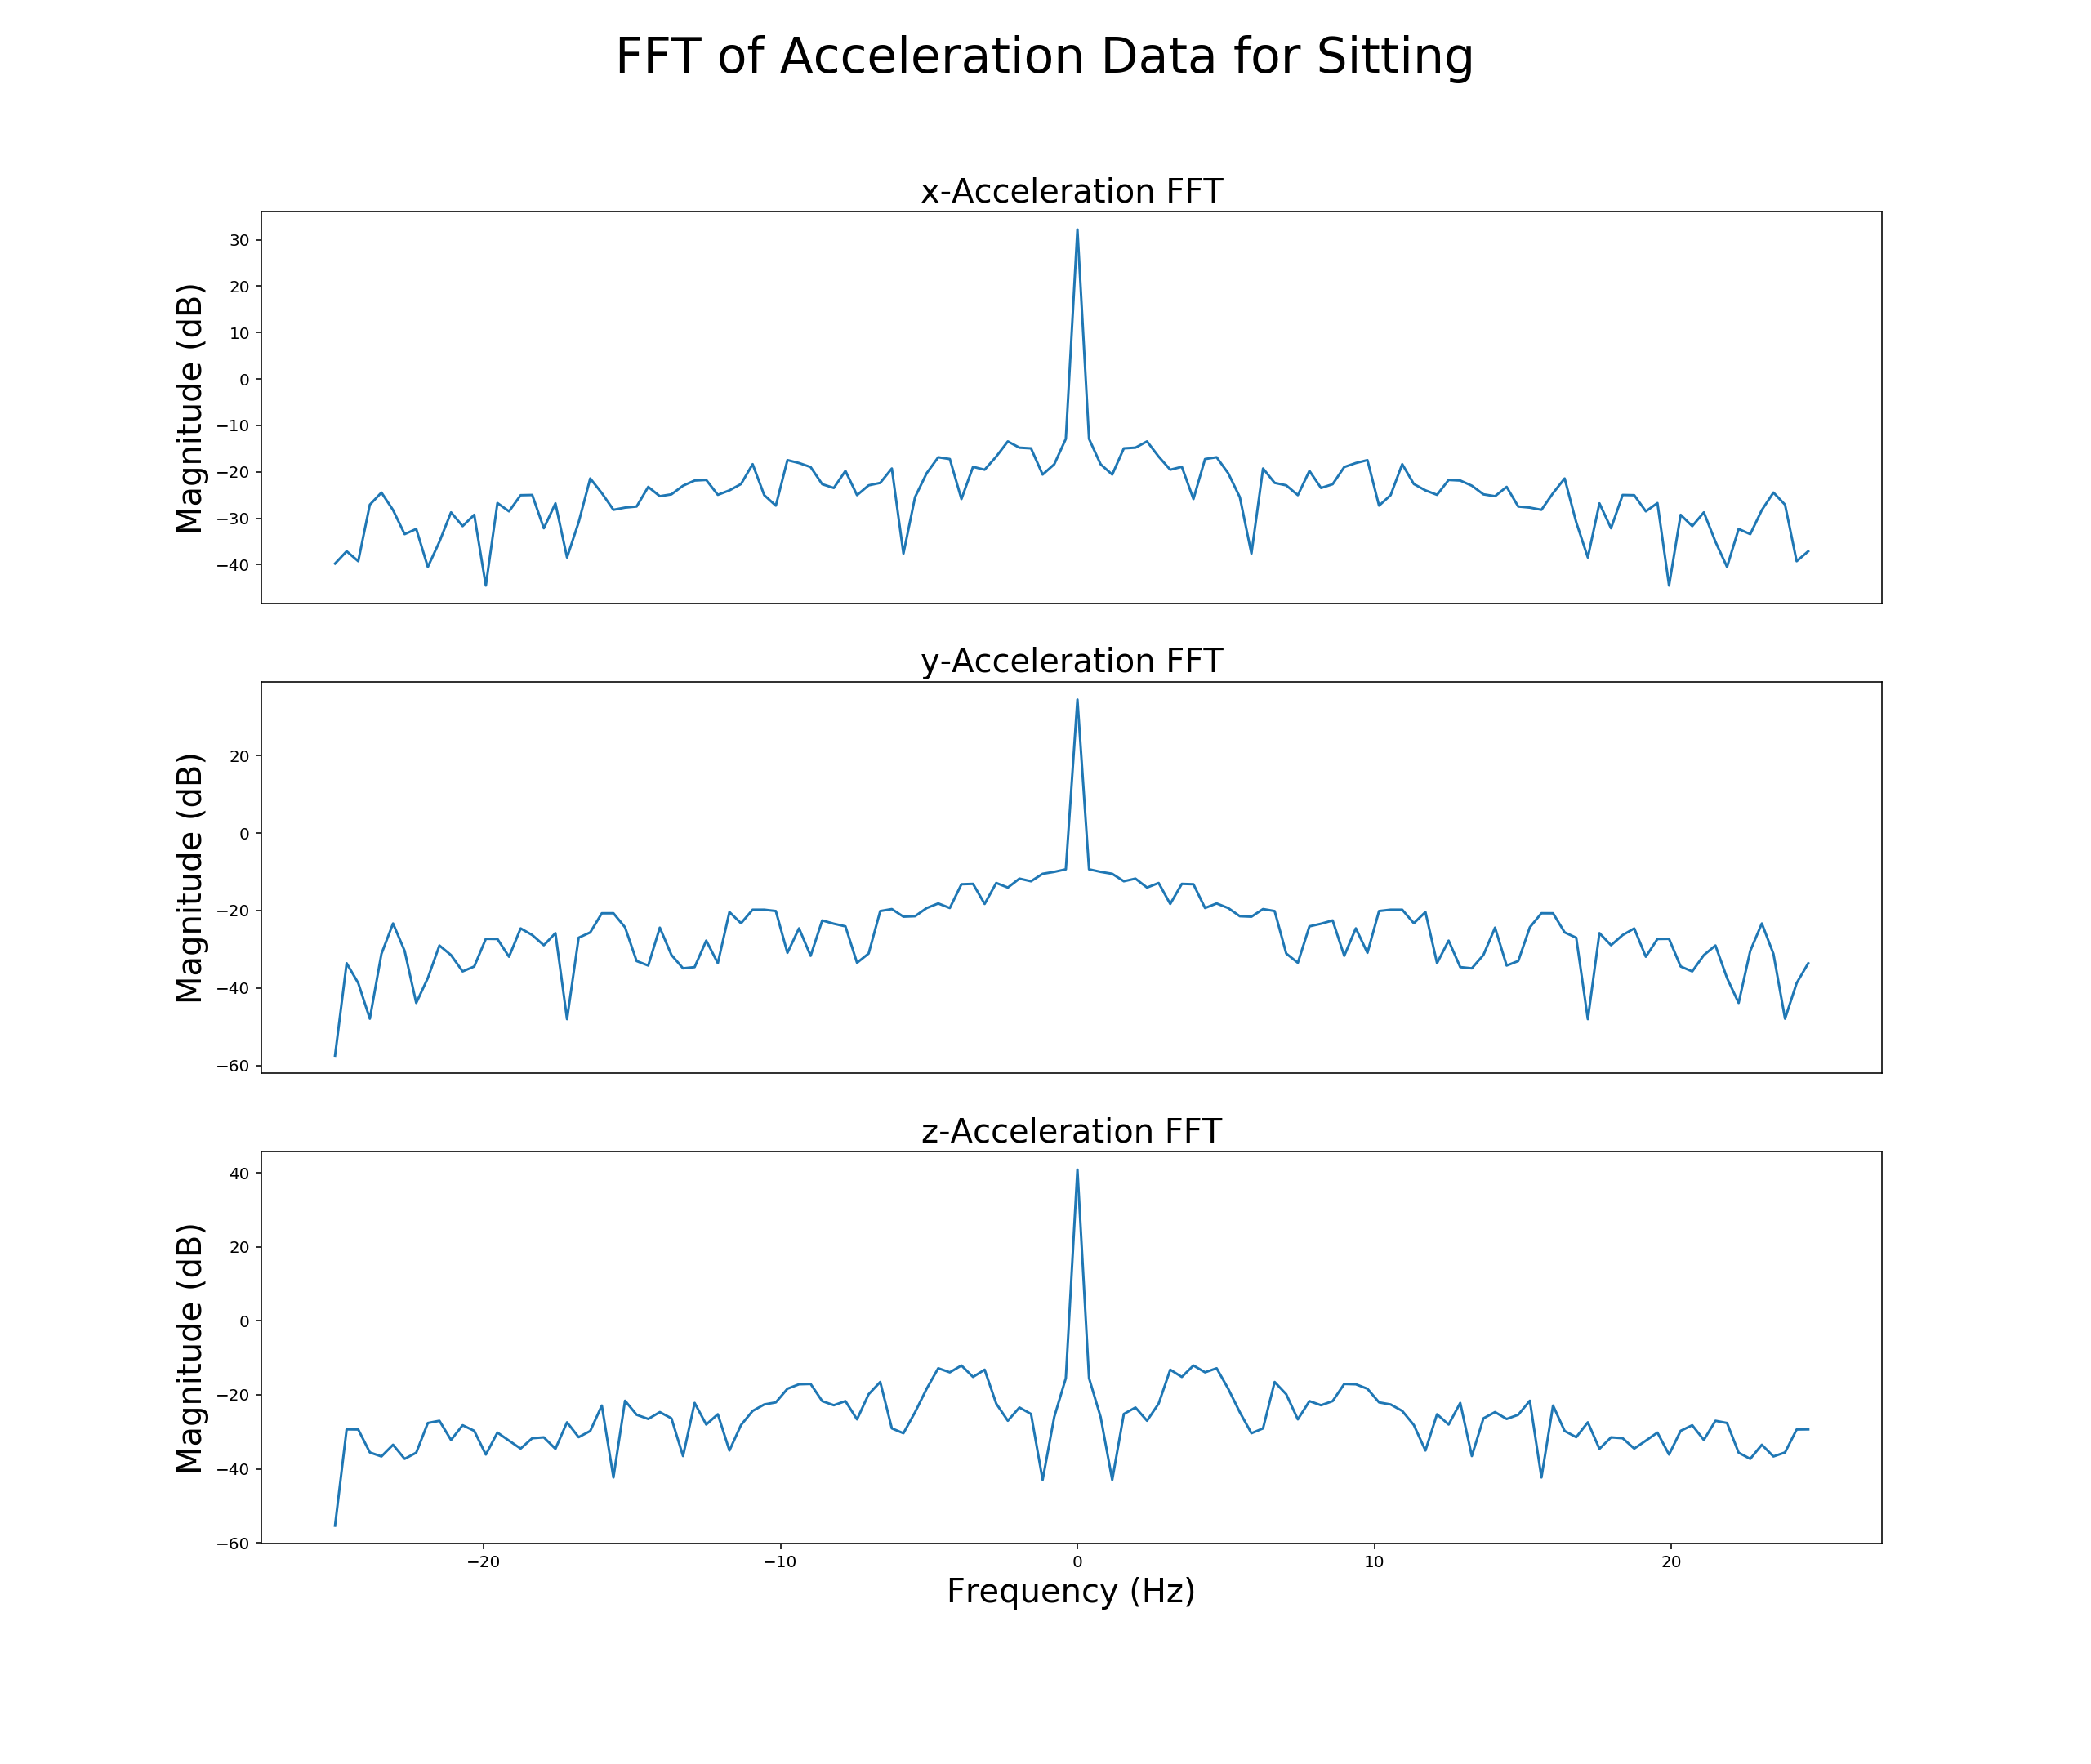 FFT of Acceleration Data for Sitting
x-Acceleration FFT
Magnitude (dB)
30
20
10
0
−10
−20
−30
−40
y-Acceleration FFT
Magnitude (dB)
20
0
−20
−40
−60
z-Acceleration FFT
Magnitude (dB)
40
20
0
−20
−40
−60
−20 −10 0 10 20
Frequency (Hz)